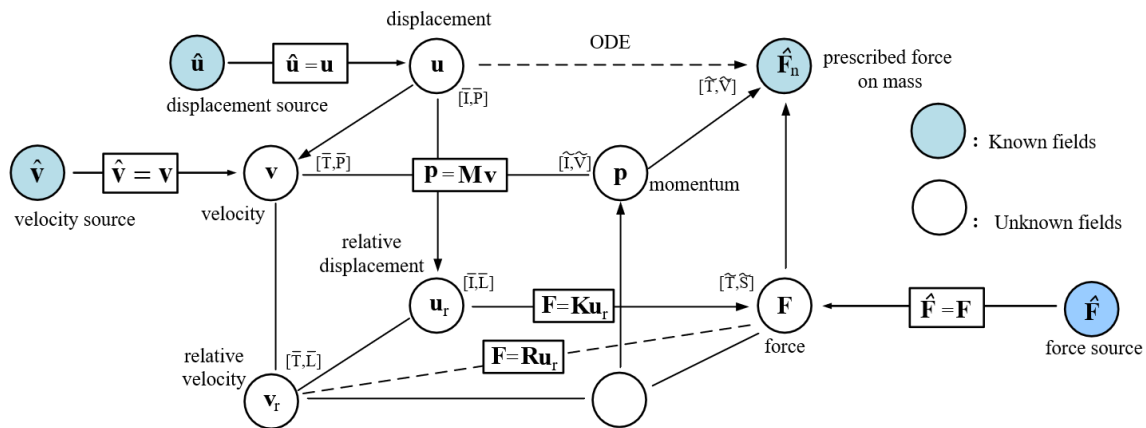 displacement
û
û = u
u
ODE
F̂ₙ
prescribed force
on mass
displacement source
[I̅,P̅]
[T̃,Ṽ]
: Known fields
v̂
v̂ = v
v
[T̅,P̅]
p = Mv
[Ĩ,Ṽ]
p
momentum
velocity source
velocity
: Unknown fields
relative
displacement
uᵣ
[I̅,L̅]
F=Kuᵣ
[T̃,S̃]
F
F̂ = F
F̂
force
force source
relative
velocity
[T̅,L̅]
F=Ruᵣ
vᵣ